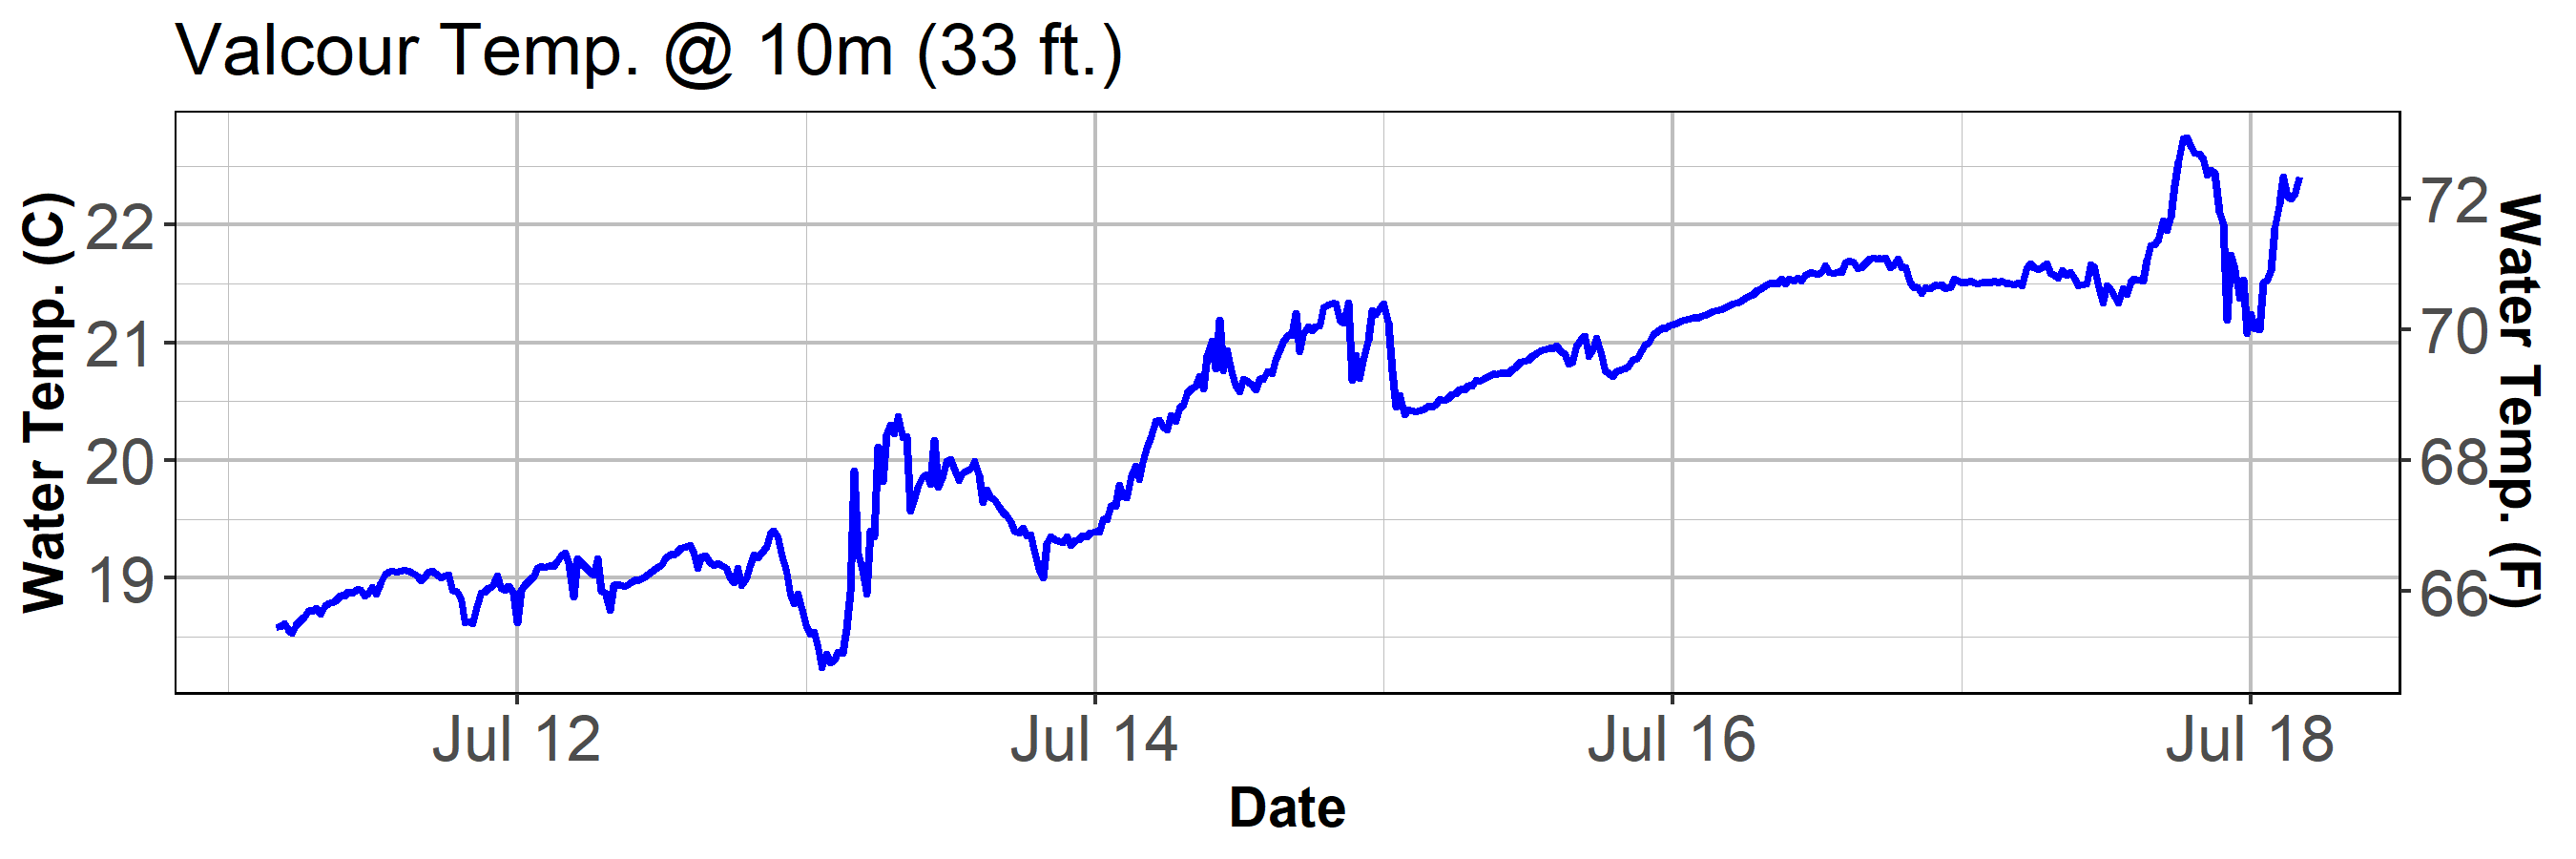 Valcour Temp. @ 10m (33 ft.)
Water Temp. (C)
22
21
20
19
72
70
68
66
Water Temp. (F)
Jul 12
Jul 14
Jul 16
Jul 18
Date